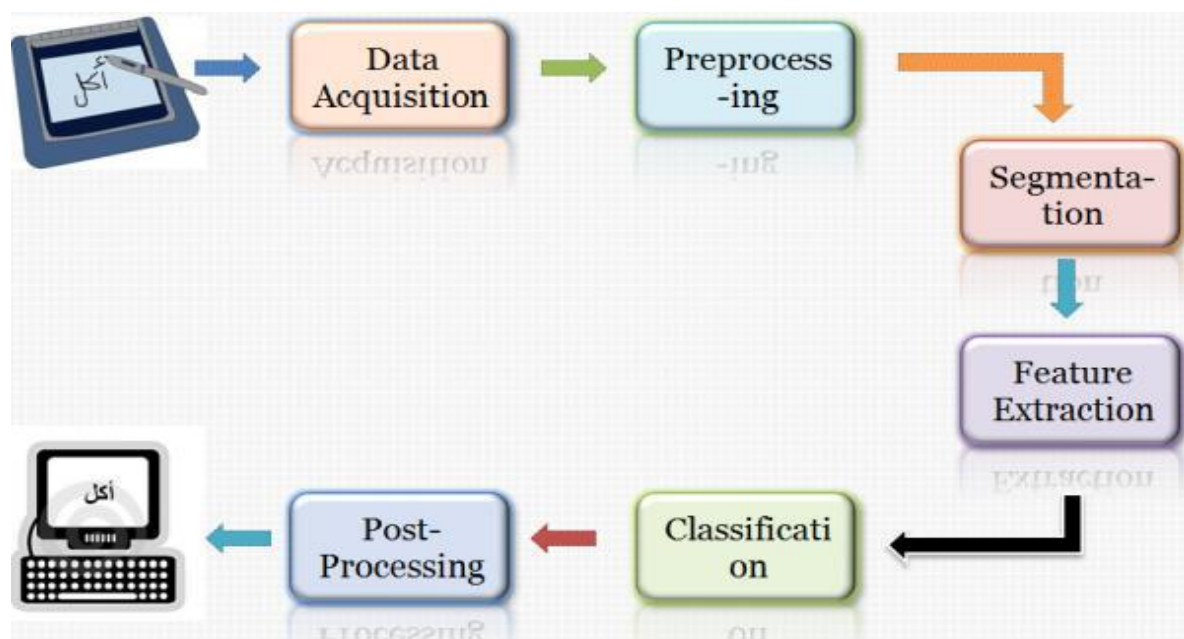 أكل
Data
Acquisition
Preprocess
-ing
Segmenta-
tion
Feature
Extraction
Classificati
on
Post-
Processing
أكل